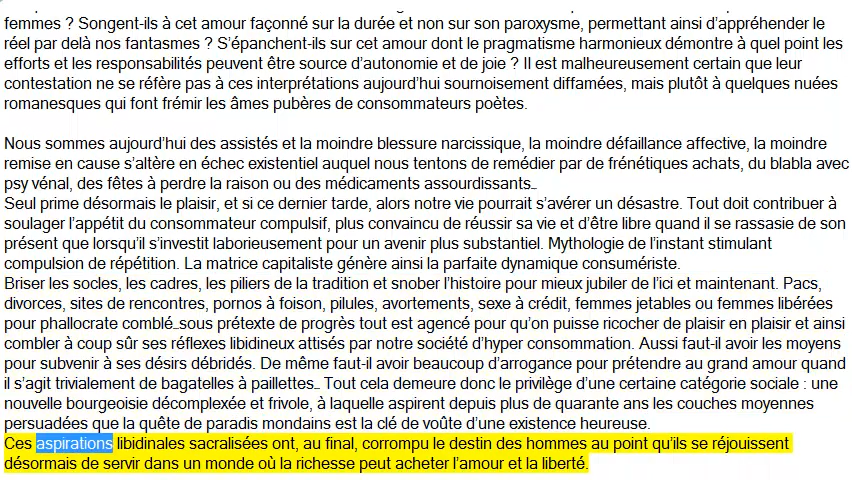 femmes ? Songent-ils à cet amour façonné sur la durée et non sur son paroxysme, permettant ainsi d'appréhender le
réel par delà nos fantasmes ? S'épanchent-ils sur cet amour dont le pragmatisme harmonieux démontre à quel point les
efforts et les responsabilités peuvent être source d'autonomie et de joie ? Il est malheureusement certain que leur
contestation ne se réfère pas à ces interprétations aujourd'hui sournoisement diffamées, mais plutôt à quelques nuées
romanesques qui font frémir les âmes pubères de consommateurs poètes.

Nous sommes aujourd'hui des assistés et la moindre blessure narcissique, la moindre défaillance affective, la moindre
remise en cause s'altère en échec existentiel auquel nous tentons de remédier par de frénétiques achats, du blabla avec
psy vénal, des fêtes à perdre la raison ou des médicaments assourdissants…
Seul prime désormais le plaisir, et si ce dernier tarde, alors notre vie pourrait s'avérer un désastre. Tout doit contribuer à
soulager l'appétit du consommateur compulsif, plus convaincu de réussir sa vie et d'être libre quand il se rassasie de son
présent que lorsqu'il s'investit laborieusement pour un avenir plus substantiel. Mythologie de l'instant stimulant
compulsion de répétition. La matrice capitaliste génère ainsi la parfaite dynamique consumériste.
Briser les socles, les cadres, les piliers de la tradition et snober l'histoire pour mieux jubiler de l'ici et maintenant. Pacs,
divorces, sites de rencontres, pornos à foison, pilules, avortements, sexe à crédit, femmes jetables ou femmes libérées
pour phallocrate comblé…sous prétexte de progrès tout est agencé pour qu'on puisse ricocher de plaisir en plaisir et ainsi
combler à coup sûr ses réflexes libidineux attisés par notre société d'hyper consommation. Aussi faut-il avoir les moyens
pour subvenir à ses désirs débridés. De même faut-il avoir beaucoup d'arrogance pour prétendre au grand amour quand
il s'agit trivialement de bagatelles à paillettes… Tout cela demeure donc le privilège d'une certaine catégorie sociale : une
nouvelle bourgeoisie décomplexée et frivole, à laquelle aspirent depuis plus de quarante ans les couches moyennes
persuadées que la quête de paradis mondains est la clé de voûte d'une existence heureuse.
Ces aspirations libidinales sacralisées ont, au final, corrompu le destin des hommes au point qu'ils se réjouissent
désormais de servir dans un monde où la richesse peut acheter l'amour et la liberté.